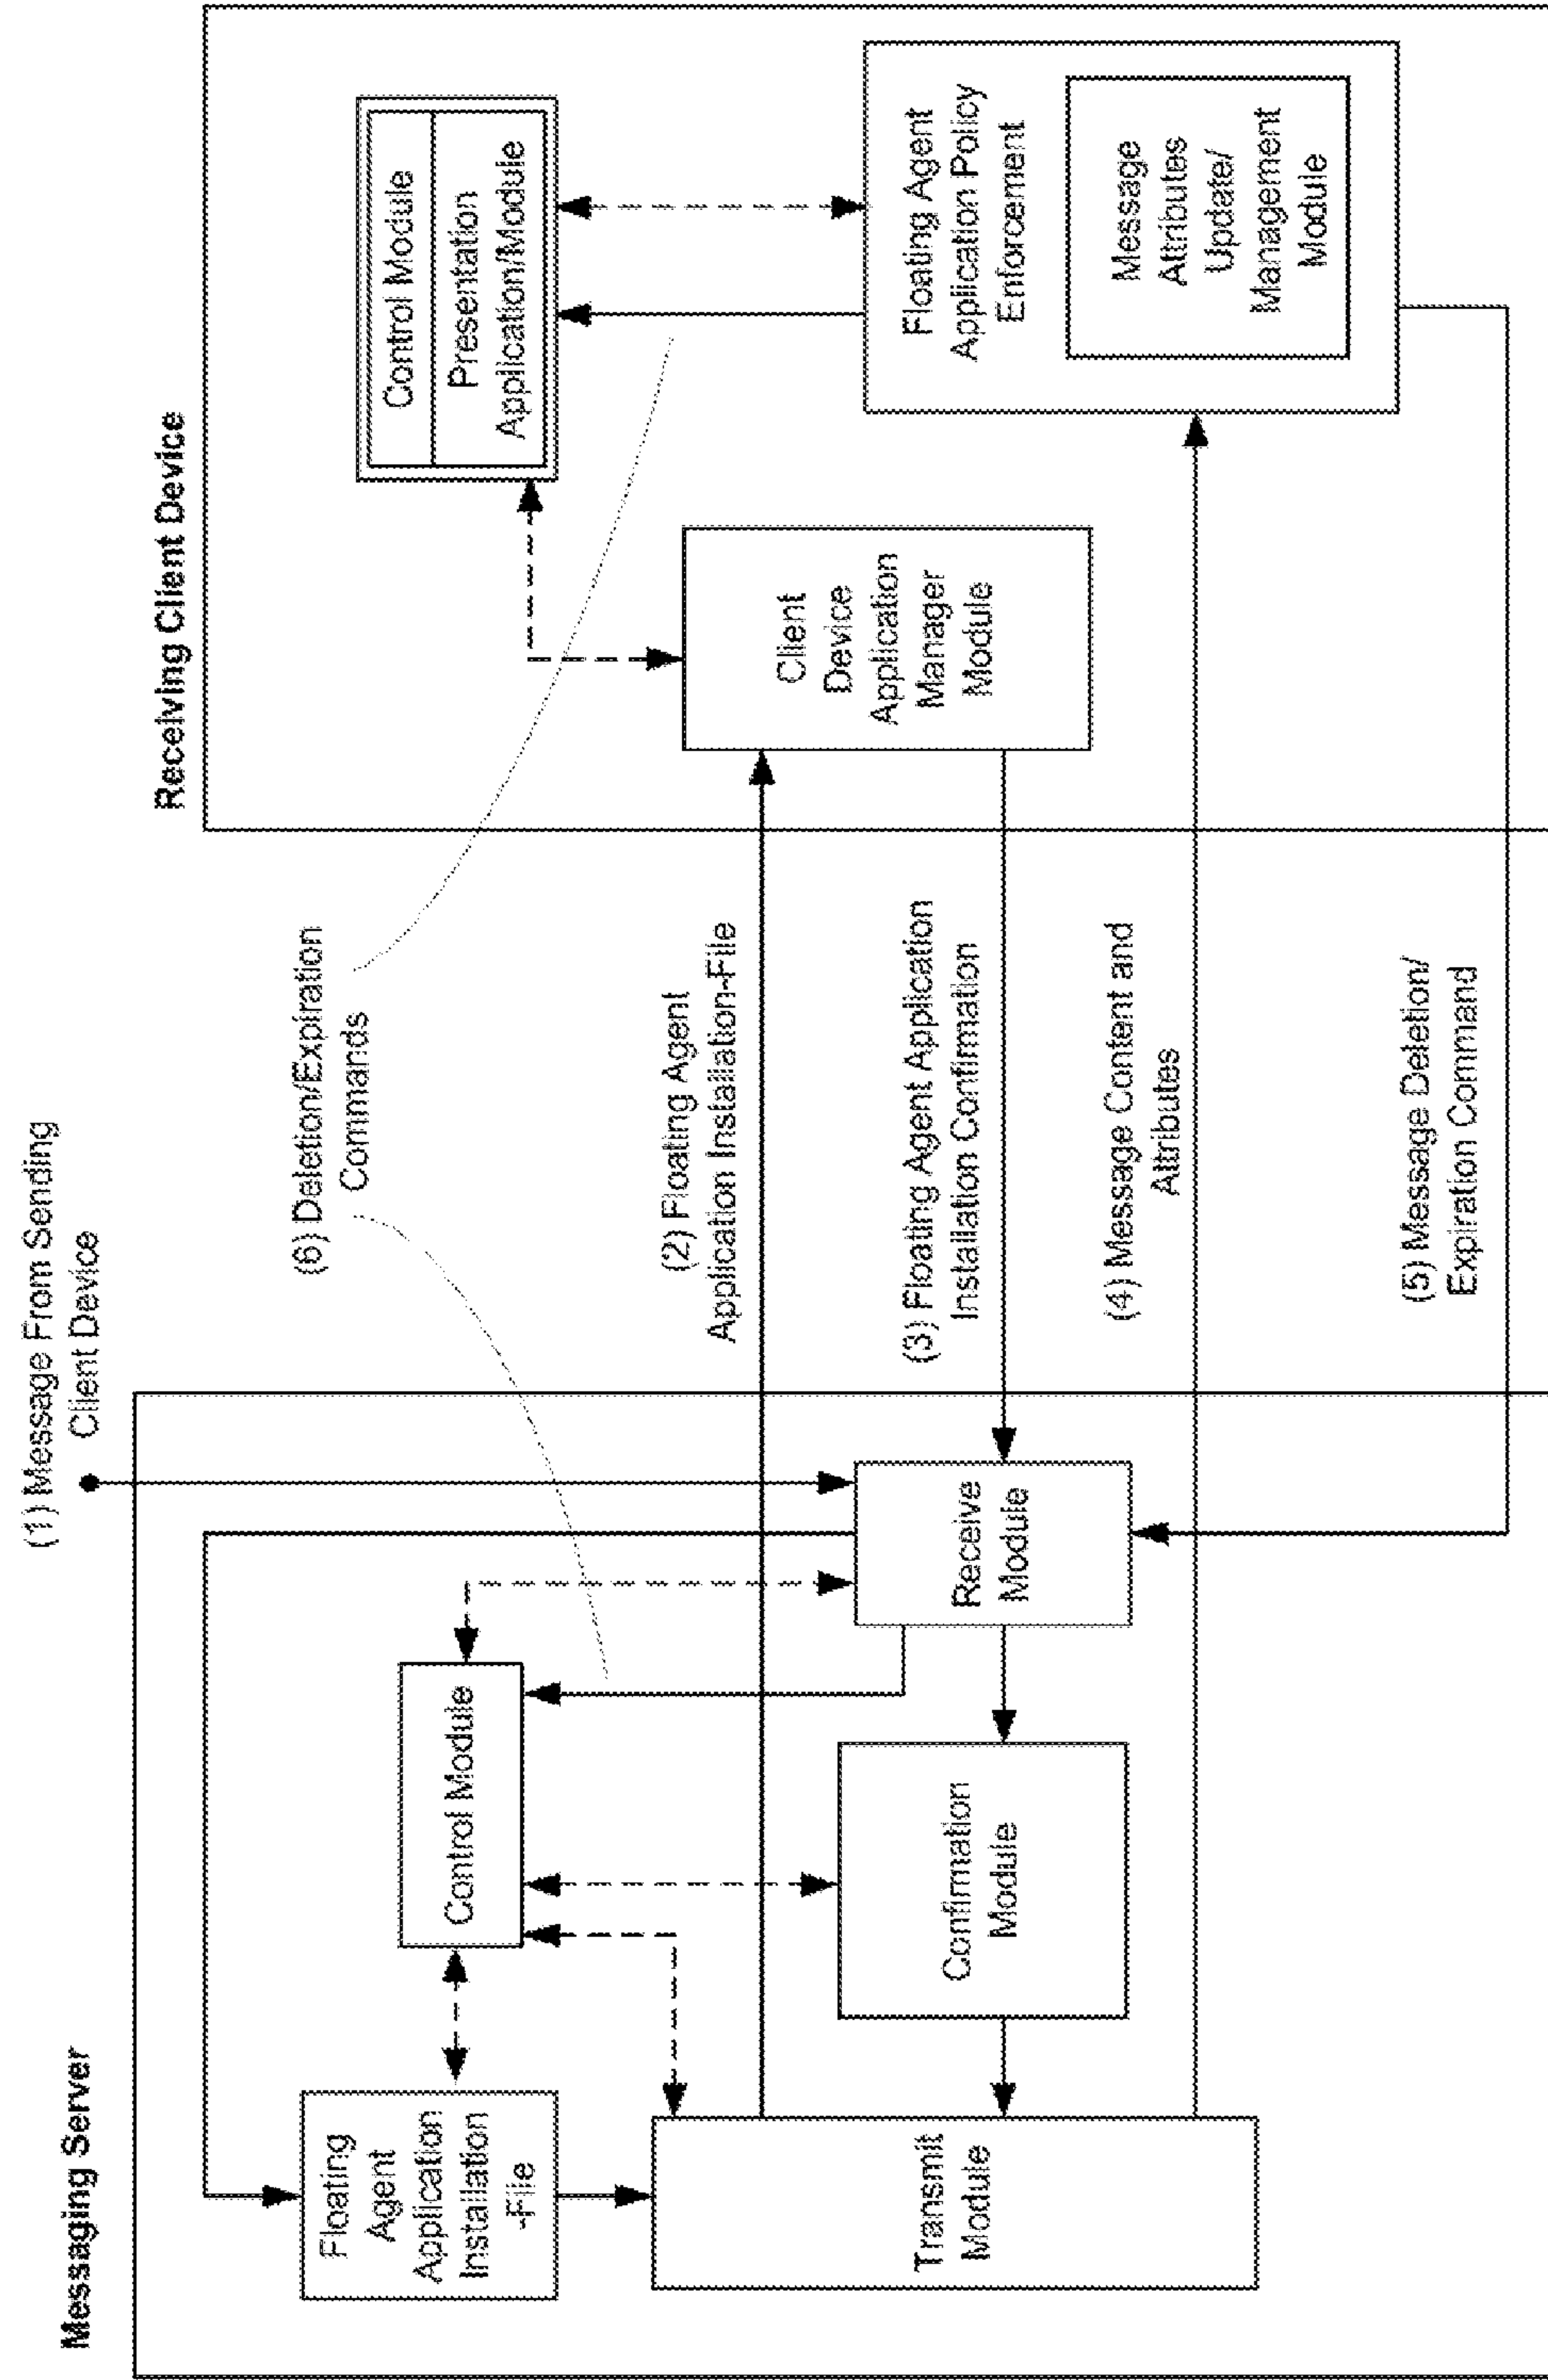 Messaging Server
(1) Message From Sending
Client Device
Receiving Client Device
Floating
Agent
Application
Installation
-File
Control Module
(6) Deletion/Expiration
Commands
Control Module
Presentation
Application/Module
Transmit
Module
Confirmation
Module
Receive
Module
(2) Floating Agent
Application Installation-File
(3) Floating Agent Application
Installation Confirmation
(4) Message Content and
Attributes
(5) Message Deletion/
Expiration Command
Client
Device
Application
Manager
Module
Floating Agent
Application Policy
Enforcement
Message
Attributes
Update/
Management
Module